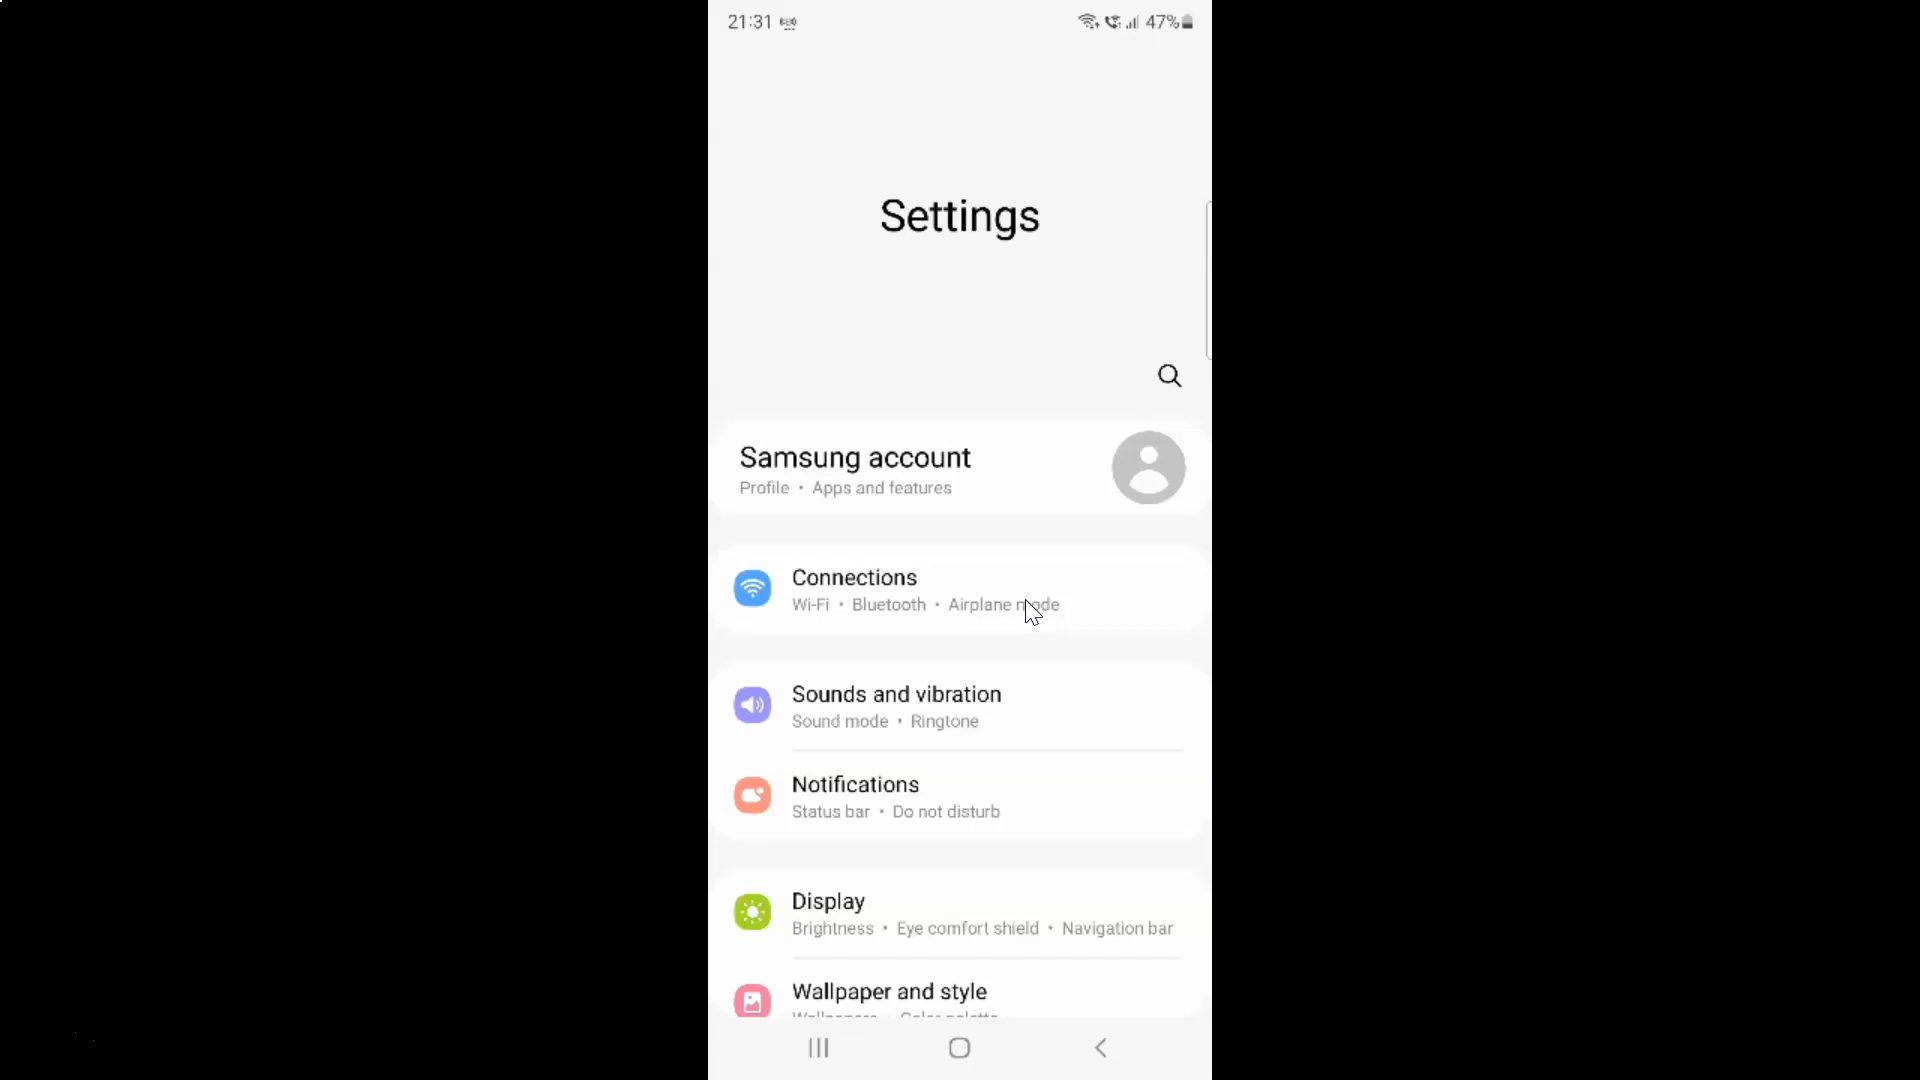 21:31
47%
Settings
Samsung account
Profile • Apps and features
Connections
Wi-Fi • Bluetooth • Airplane mode
Sounds and vibration
Sound mode • Ringtone
Notifications
Status bar • Do not disturb
Display
Brightness • Eye comfort shield • Navigation bar
Wallpaper and style